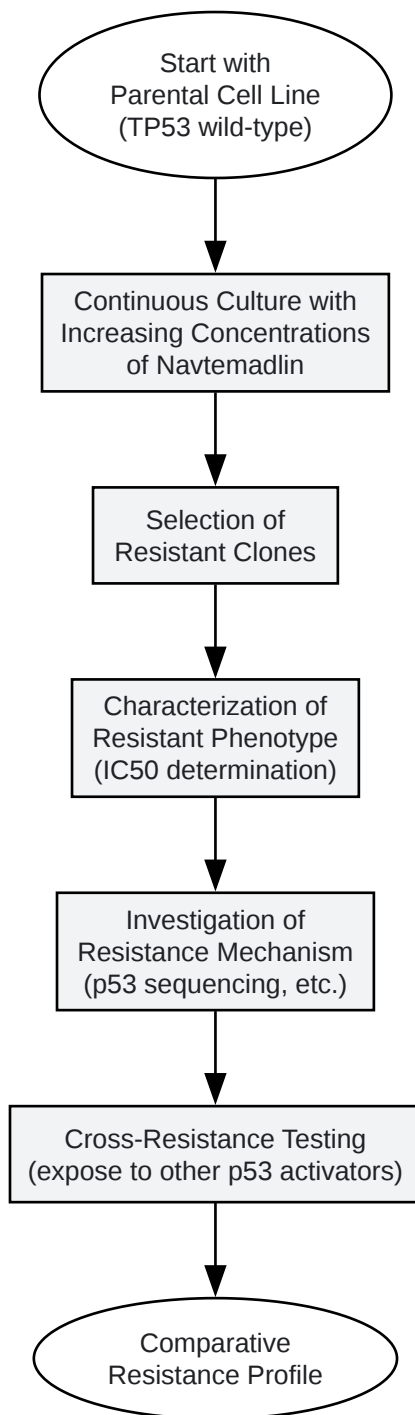 Start with
Parental Cell Line
(TP53 wild-type)
Continuous Culture with
Increasing Concentrations
of Navtemadlin
Selection of
Resistant Clones
Characterization of
Resistant Phenotype
(IC50 determination)
Investigation of
Resistance Mechanism
(p53 sequencing, etc.)
Cross-Resistance Testing
(expose to other p53 activators)
Comparative
Resistance Profile